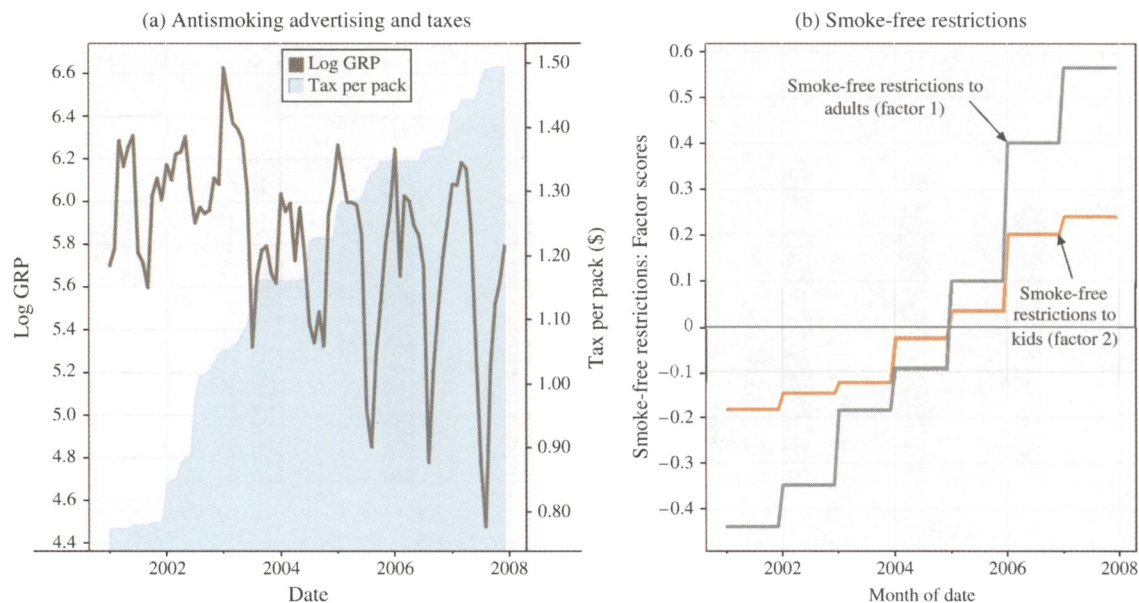 (a) Antismoking advertising and taxes
Log GRP
Tax per pack
6.6
6.4
6.2
6.0
5.8
5.6
5.4
5.2
5.0
4.8
4.6
4.4
Log GRP
1.50
1.40
1.30
1.20
1.10
1.00
0.90
0.80
Tax per pack ($)
2002
2004
2006
2008
Date
(b) Smoke-free restrictions
0.6
0.5
0.4
0.3
0.2
0.1
0
−0.1
−0.2
−0.3
−0.4
Smoke-free restrictions: Factor scores
Smoke-free restrictions to
adults (factor 1)
Smoke-free
restrictions to
kids (factor 2)
2002
2004
2006
2008
Month of date